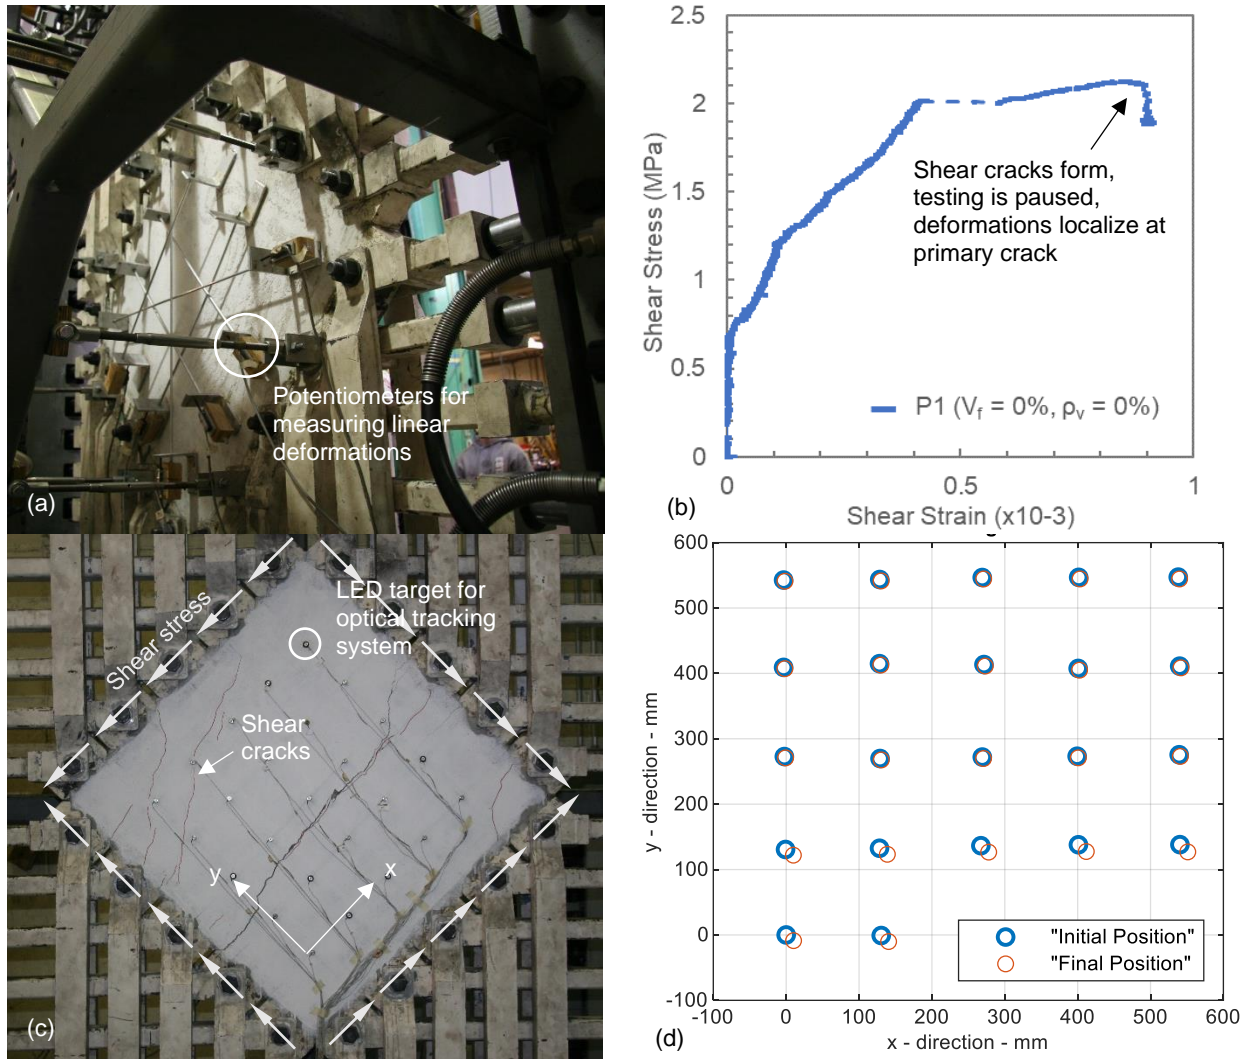 Potentiometers for
measuring linear
deformations
(a)
2.5
2
1.5
1
0.5
0
Shear Stress (MPa)
Shear cracks form,
testing is paused,
deformations localize at
primary crack
P1 (Vf = 0%, ρv = 0%)
0
0.5
1
Shear Strain (x10-3)
(b)
LED target for
optical tracking
system
Shear stress
Shear
cracks
y
x
(c)
600
500
400
300
200
100
0
-100
y - direction - mm
"Initial Position"
"Final Position"
-100
0
100
200
300
400
500
600
x - direction - mm
(d)